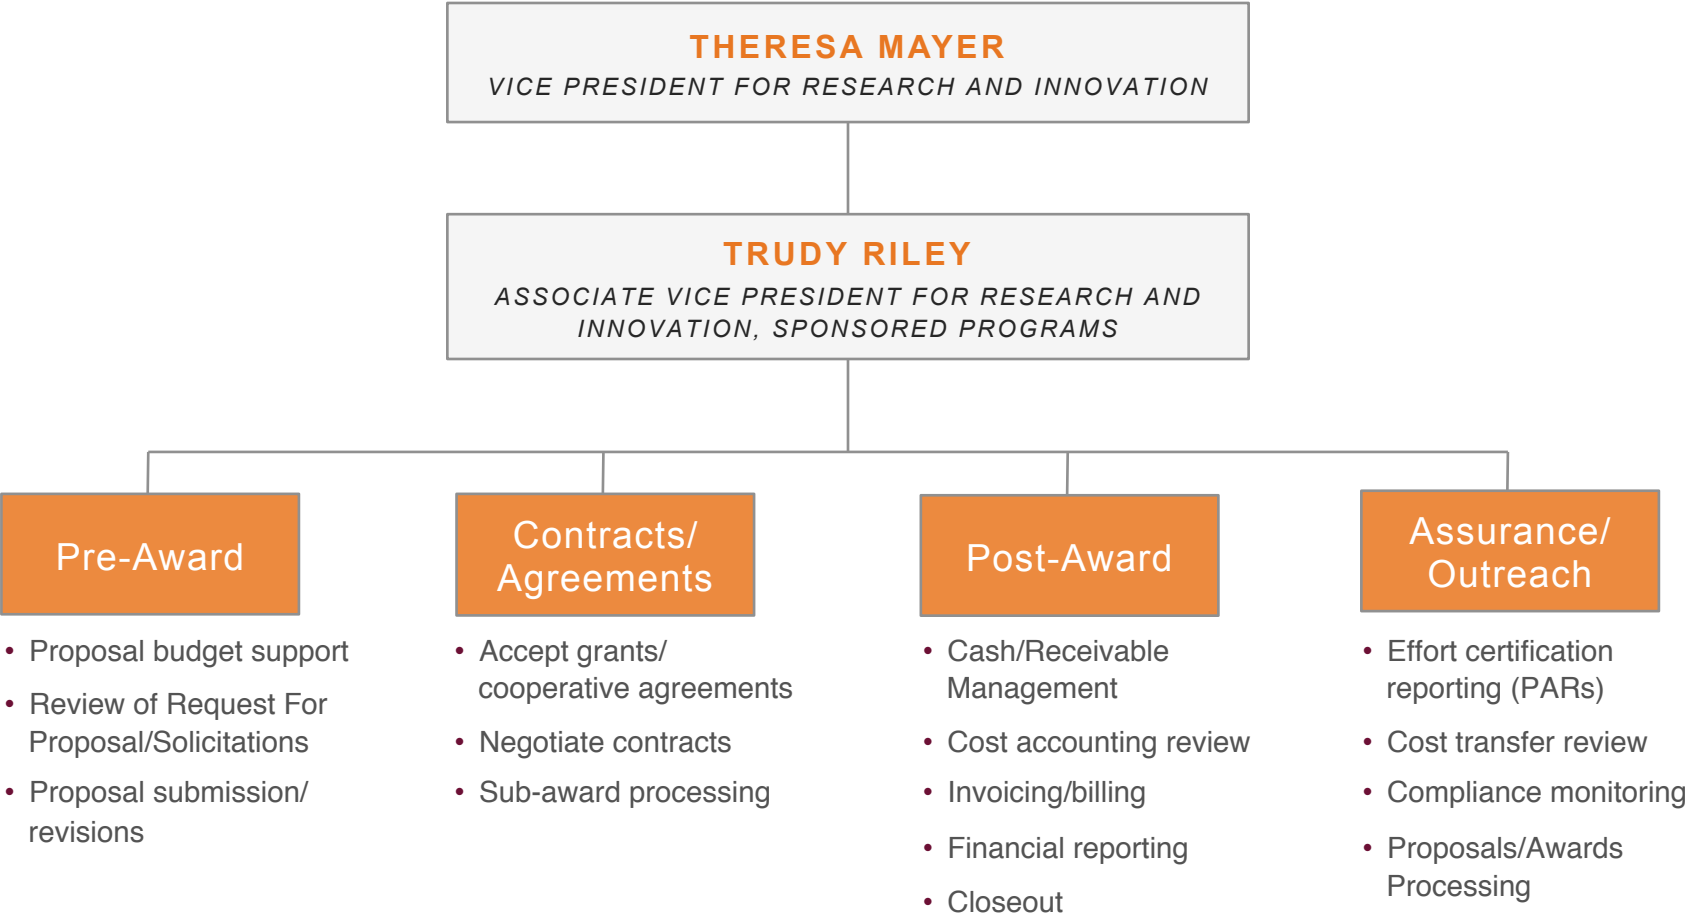 THERESA MAYER
VICE PRESIDENT FOR RESEARCH AND INNOVATION
TRUDY RILEY
ASSOCIATE VICE PRESIDENT FOR RESEARCH AND
INNOVATION, SPONSORED PROGRAMS
Pre-Award
• Proposal budget support
• Review of Request For
Proposal/Solicitations
• Proposal submission/
revisions
Contracts/
Agreements
• Accept grants/
cooperative agreements
• Negotiate contracts
• Sub-award processing
Post-Award
• Cash/Receivable
Management
• Cost accounting review
• Invoicing/billing
• Financial reporting
• Closeout
Assurance/
Outreach
• Effort certification
reporting (PARs)
• Cost transfer review
• Compliance monitoring
• Proposals/Awards
Processing